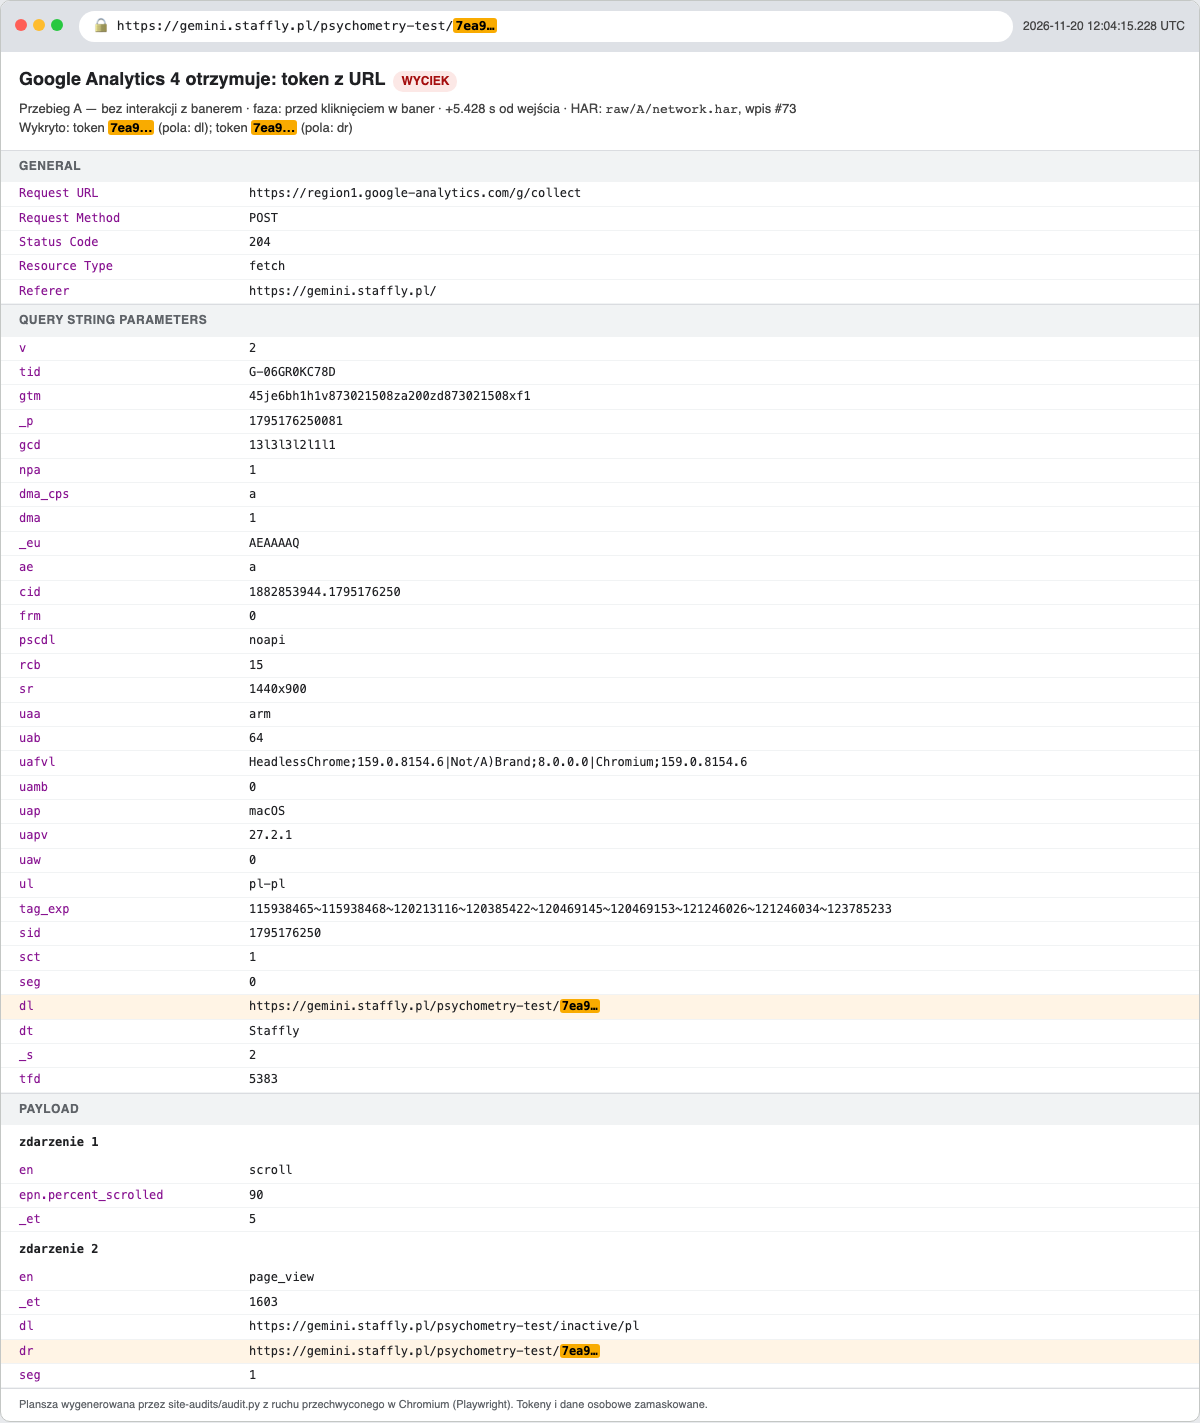 https://gemini.staffly.pl/psychometry-test/7ea9… 2026-11-20 12:04:15.228 UTC
Google Analytics 4 otrzymuje: token z URL WYCIEK
Przebieg A — bez interakcji z banerem · faza: przed kliknięciem w baner · +5.428 s od wejścia · HAR: raw/A/network.har, wpis #73
Wykryto: token 7ea9… (pola: dl); token 7ea9… (pola: dr)
GENERAL
Request URL https://region1.google-analytics.com/g/collect
Request Method POST
Status Code 204
Resource Type fetch
Referer https://gemini.staffly.pl/
QUERY STRING PARAMETERS
v 2
tid G-06GR0KC78D
gtm 45je6bh1h1v873021508za200zd873021508xf1
_p 1795176250081
gcd 13l3l3l2l1l1
npa 1
dma_cps a
dma 1
_eu AEAAAAQ
ae a
cid 1882853944.1795176250
frm 0
pscdl noapi
rcb 15
sr 1440x900
uaa arm
uab 64
uafvl HeadlessChrome;159.0.8154.6|Not/A)Brand;8.0.0.0|Chromium;159.0.8154.6
uamb 0
uap macOS
uapv 27.2.1
uaw 0
ul pl-pl
tag_exp 115938465~115938468~120213116~120385422~120469145~120469153~121246026~121246034~123785233
sid 1795176250
sct 1
seg 0
dl https://gemini.staffly.pl/psychometry-test/7ea9…
dt Staffly
_s 2
tfd 5383
PAYLOAD
zdarzenie 1
en scroll
epn.percent_scrolled 90
_et 5
zdarzenie 2
en page_view
_et 1603
dl https://gemini.staffly.pl/psychometry-test/inactive/pl
dr https://gemini.staffly.pl/psychometry-test/7ea9…
seg 1
Plansza wygenerowana przez site-audits/audit.py z ruchu przechwyconego w Chromium (Playwright). Tokeny i dane osobowe zamaskowane.